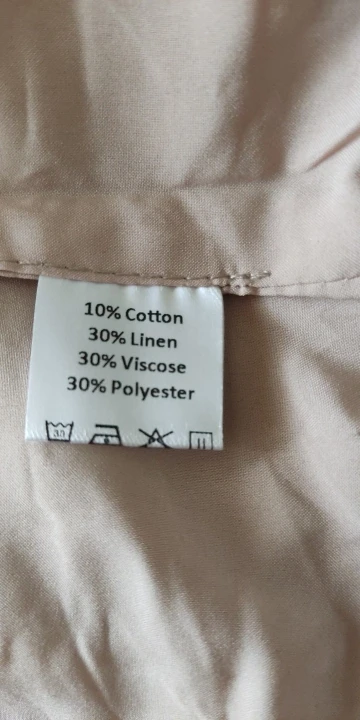 10% Cotton
30% Linen
30% Viscose
30% Polyester